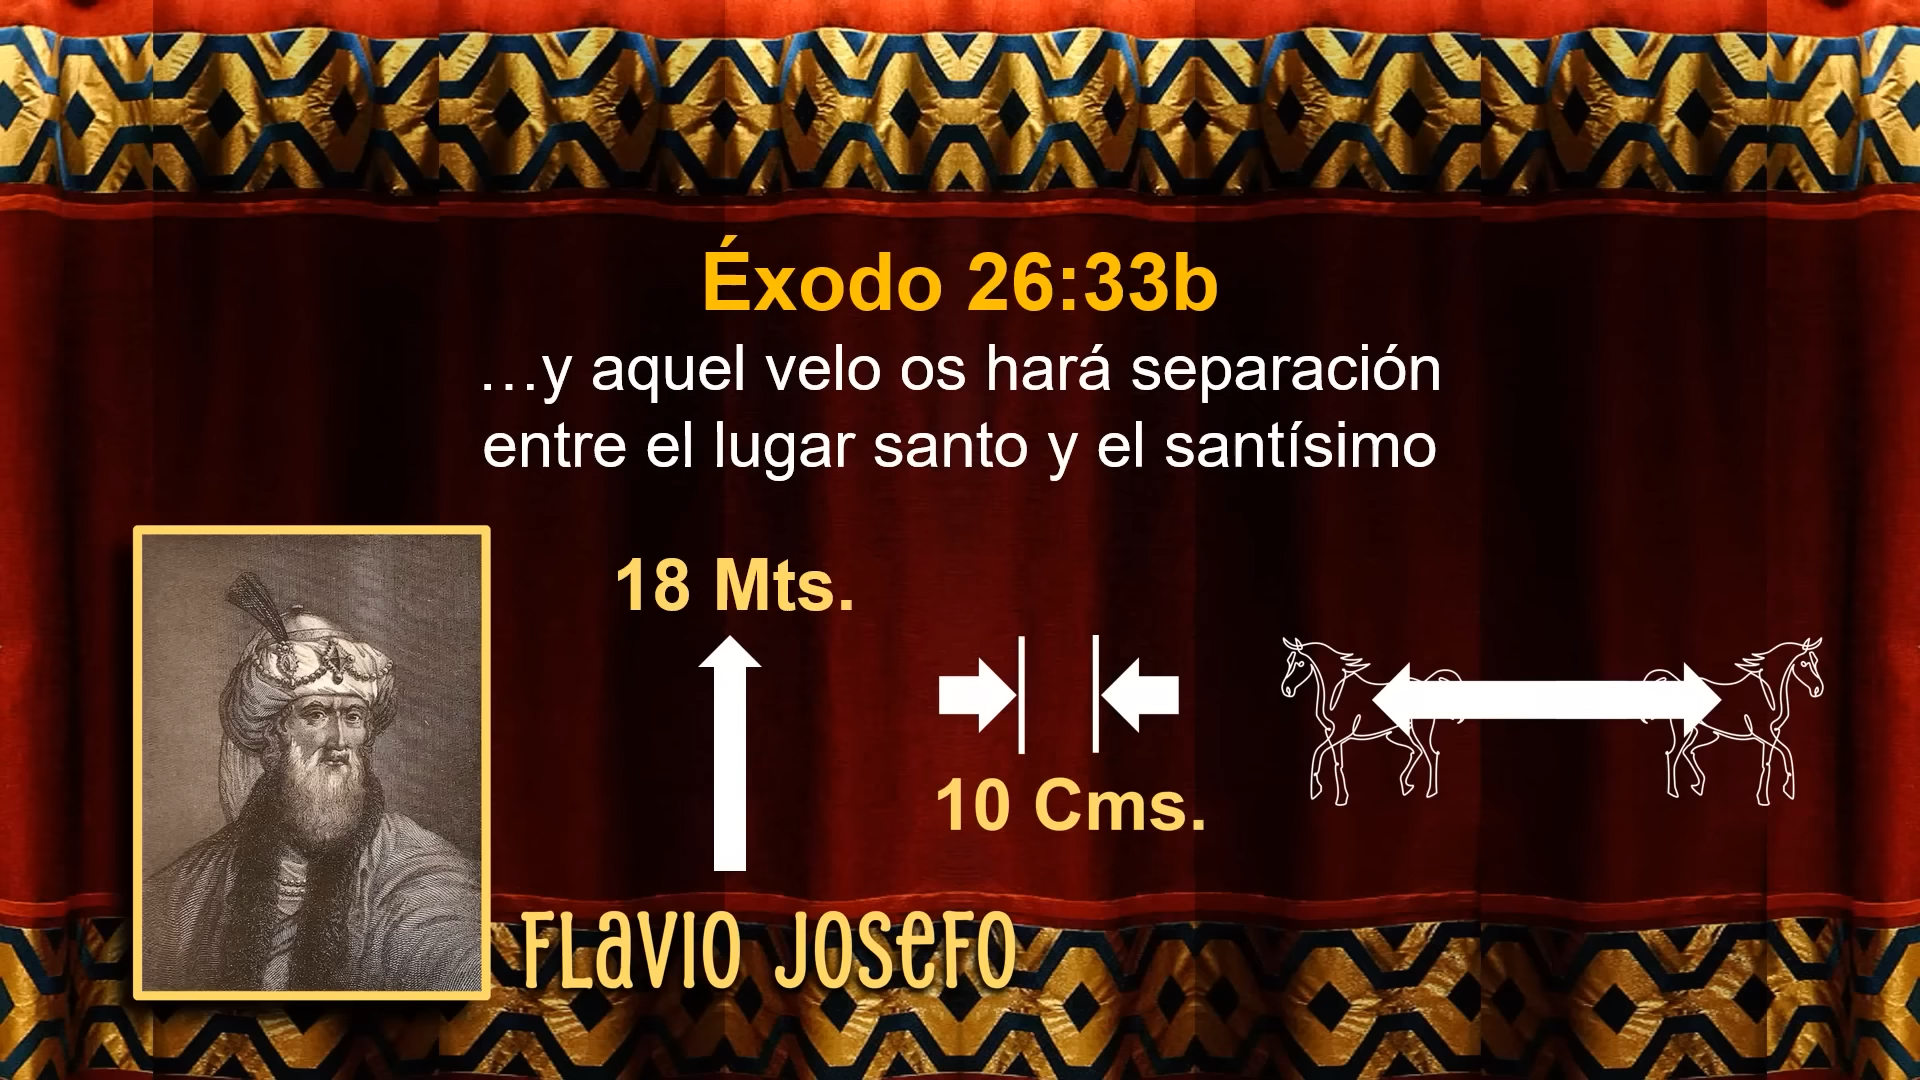 Éxodo 26:33b
…y aquel velo os hará separación
entre el lugar santo y el santísimo
18 Mts.
10 Cms.
FLaVIO JOSeFO